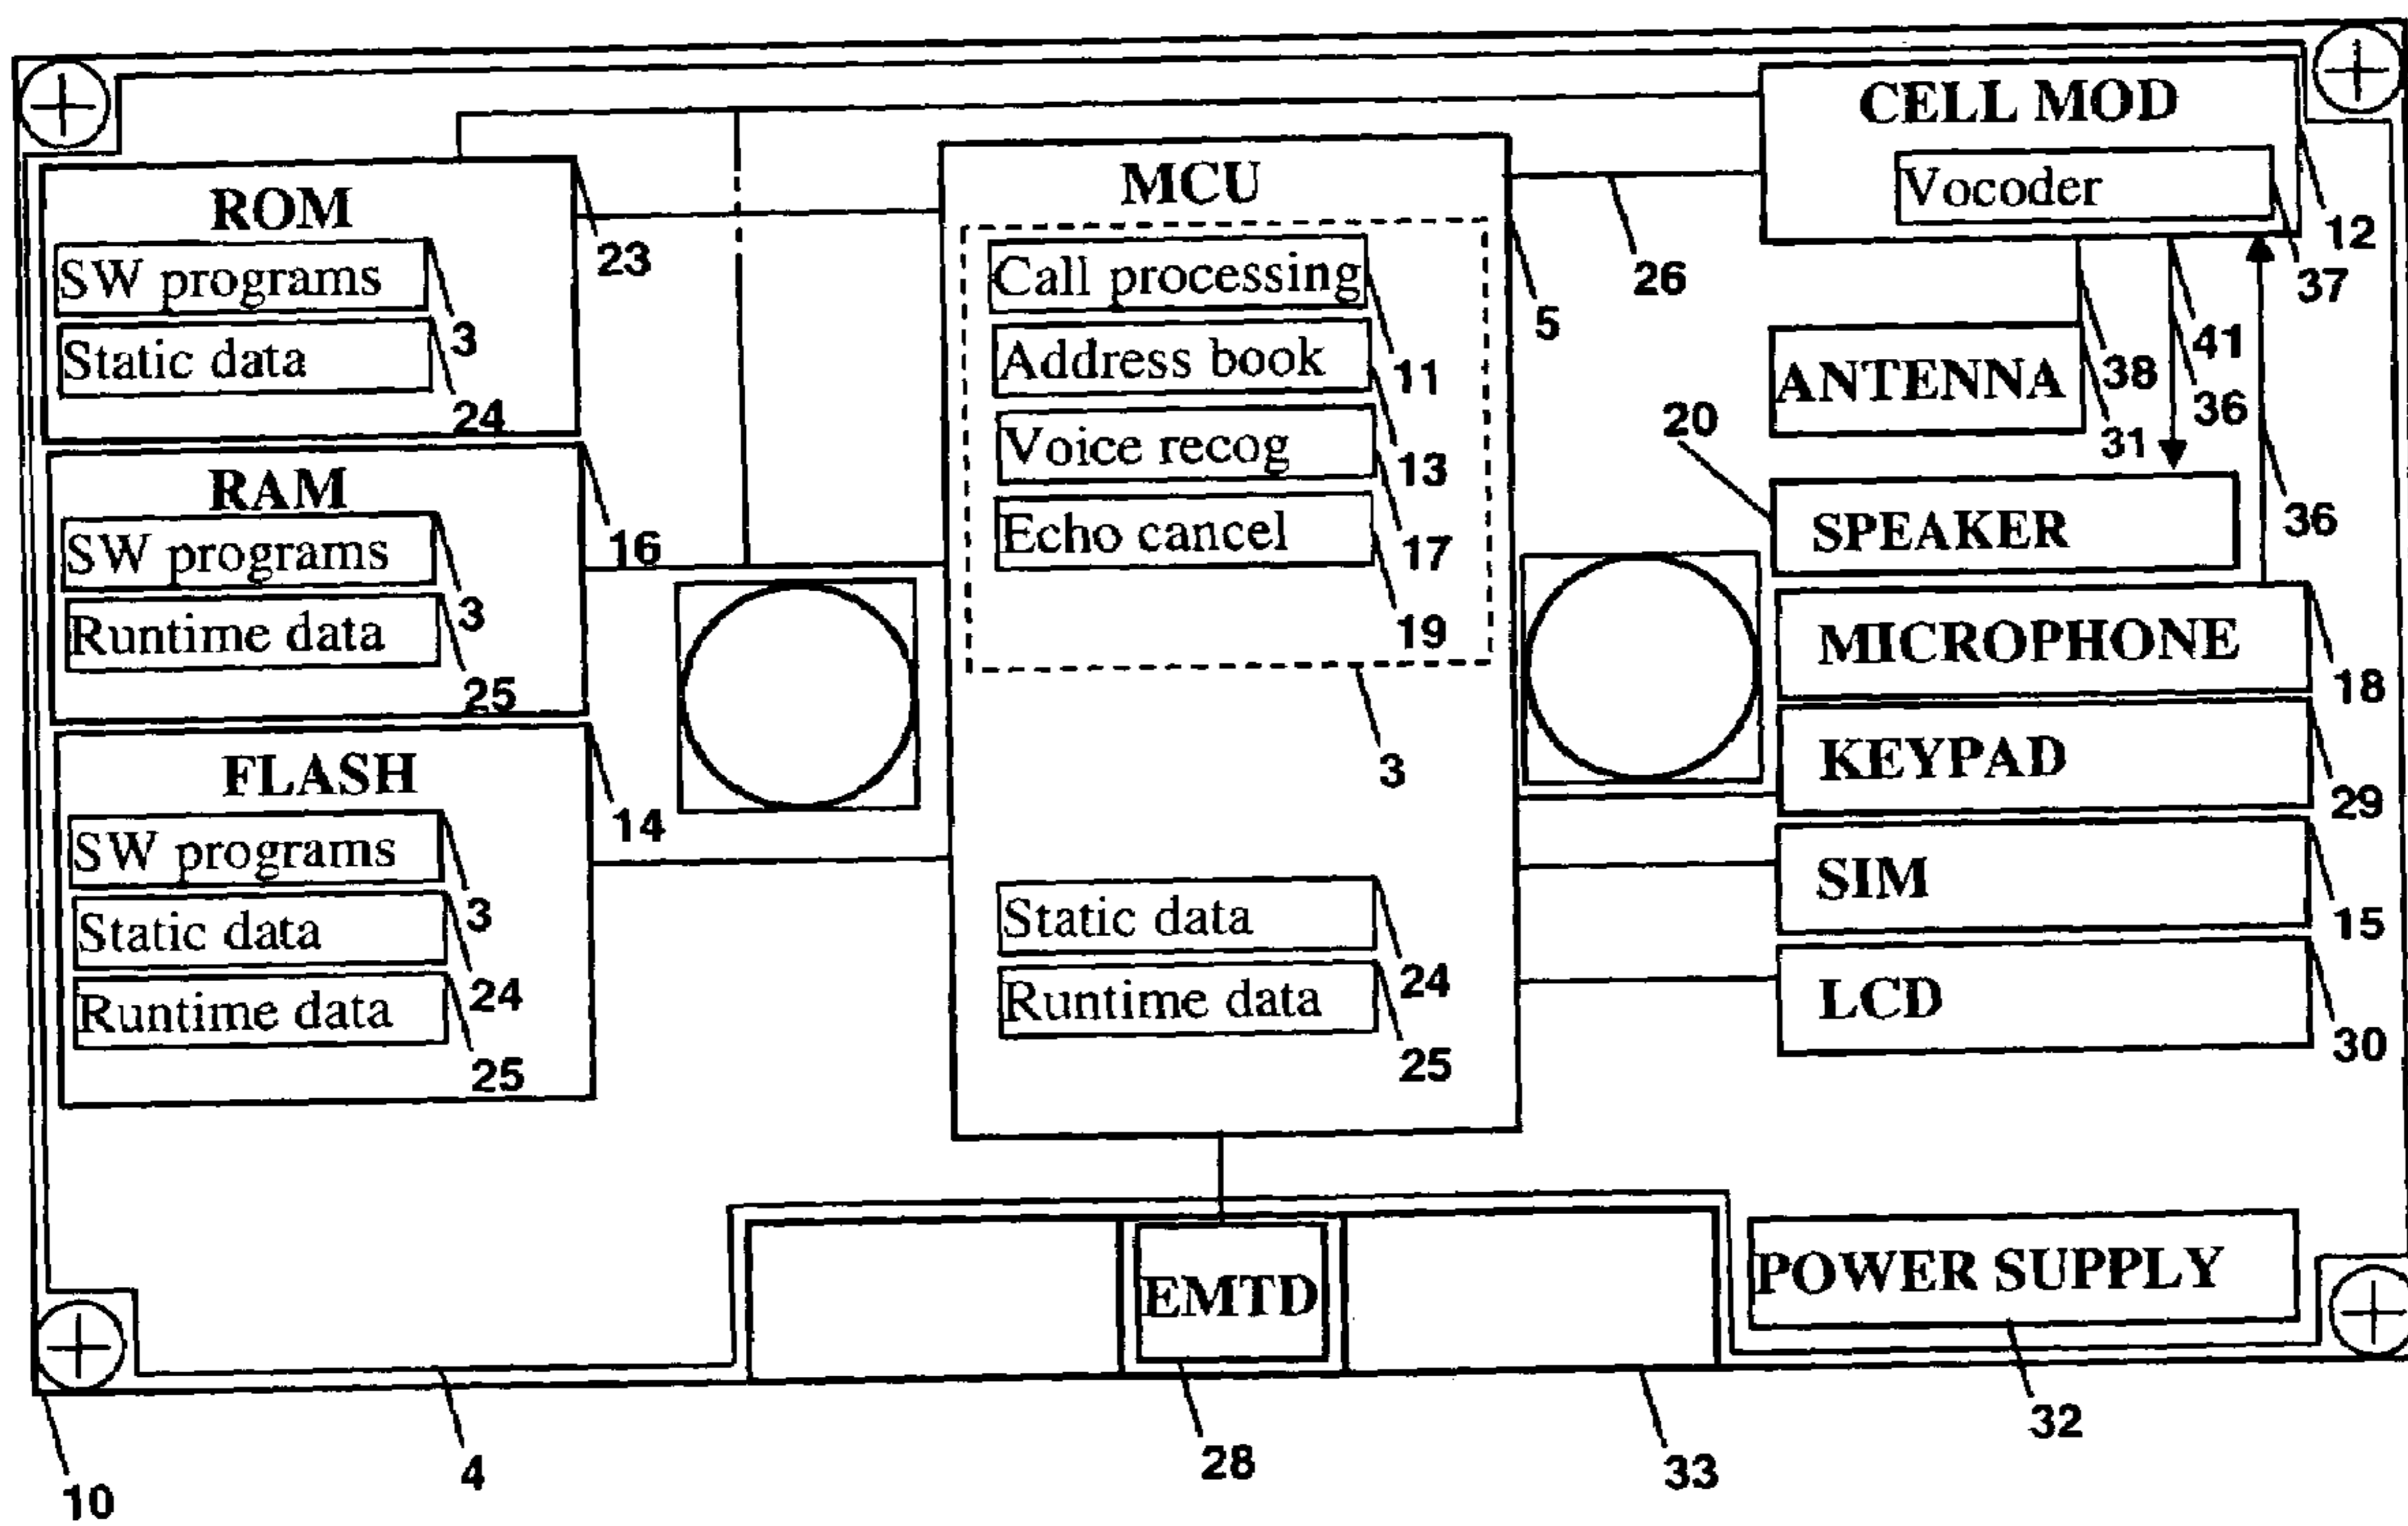 CELL MOD
Vocoder
12
37
ROM
SW programs
3
Static data
24
23
MCU
Call processing
11
Address book
13
Voice recog
17
Echo cancel
19
3
5
26
ANTENNA
38
31
41
36
36
20
SPEAKER
RAM
SW programs
3
Runtime data
25
16
MICROPHONE
18
KEYPAD
29
SIM
15
LCD
30
FLASH
SW programs
3
Static data
24
Runtime data
25
14
Static data
24
Runtime data
25
EMTD
POWER SUPPLY
10
4
28
33
32